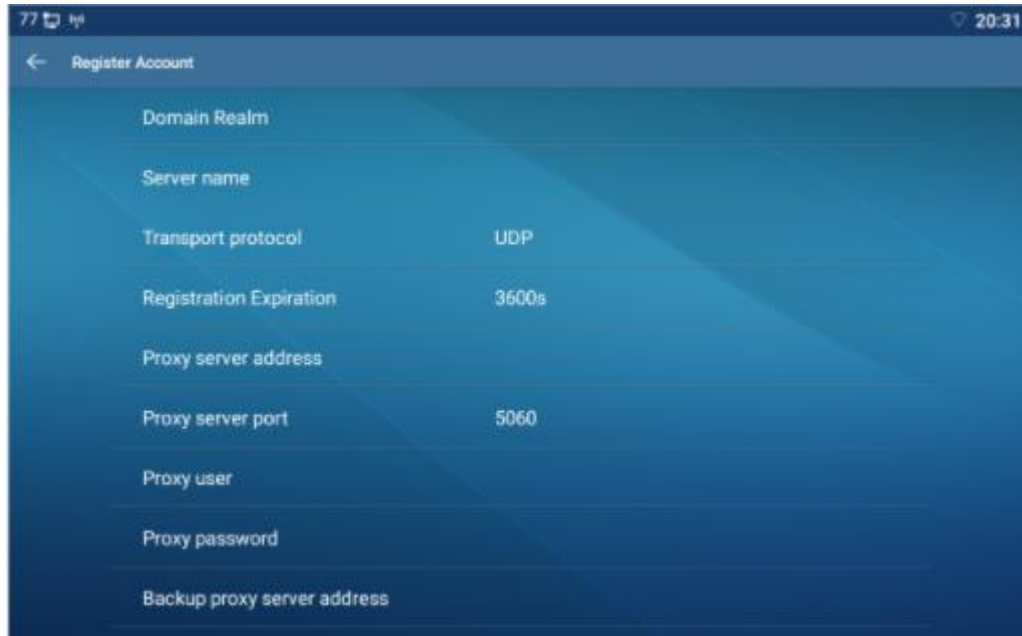 77 20:31
Register Account
Domain Realm
Server name
Transport protocol UDP
Registration Expiration 3600s
Proxy server address
Proxy server port 5060
Proxy user
Proxy password
Backup proxy server address